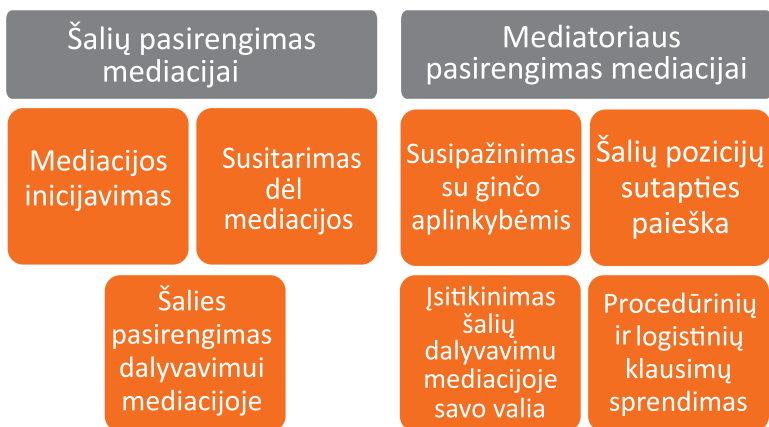 Šalių pasirengimas
mediacijai
Mediacijos
inicijavimas
Susitarimas
dėl
mediacijos
Šalies
pasirengimas
dalyvavimui
mediacijoje
Mediatoriaus
pasirengimas mediacijai
Susipažinimas
su ginčo
aplinkybėmis
Šalių pozicijų
sutapties
paieška
Įsitikinimas
šalių
dalyvavimu
mediacijoje
savo valia
Procedūrinių
ir logistinių
klausimų
sprendimas